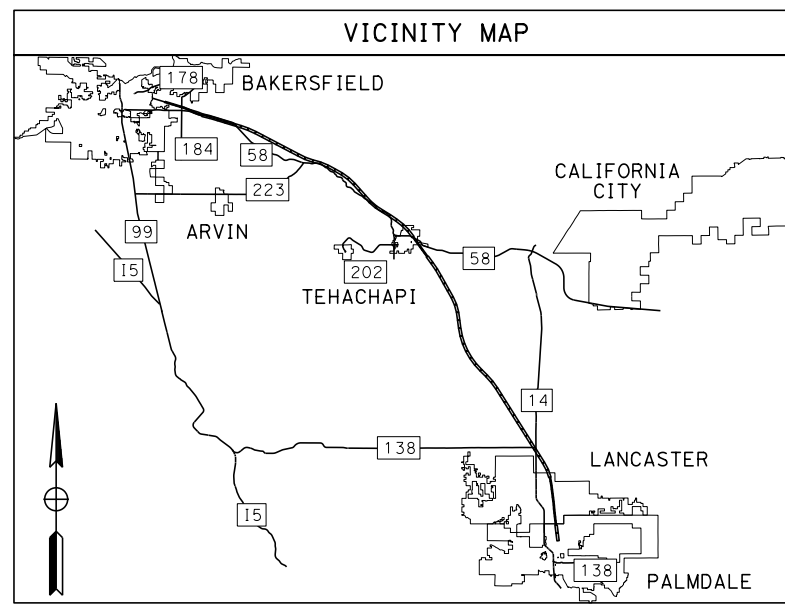 VICINITY MAP
178
BAKERSFIELD
184
58
223
CALIFORNIA
CITY
99
ARVIN
I5
202
58
TEHACHAPI
14
138
LANCASTER
I5
138
PALMDALE